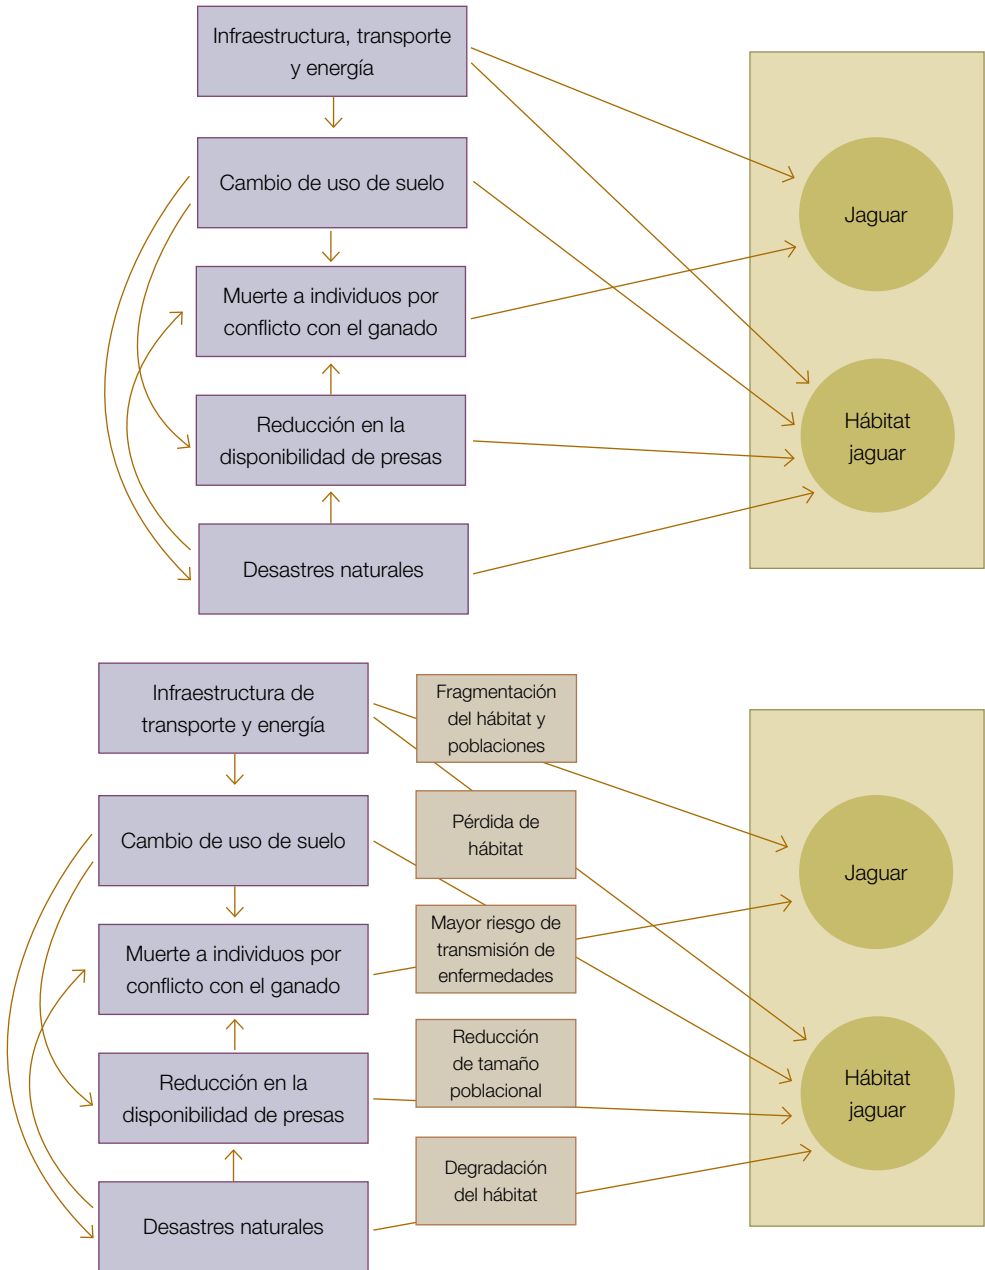 Infraestructura, transporte
y energía
Cambio de uso de suelo
Muerte a individuos por
conflicto con el ganado
Reducción en la
disponibilidad de presas
Desastres naturales
Jaguar
Hábitat
jaguar
Infraestructura de
transporte y energía
Cambio de uso de suelo
Muerte a individuos por
conflicto con el ganado
Reducción en la
disponibilidad de presas
Desastres naturales
Fragmentación
del hábitat y
poblaciones
Pérdida de
hábitat
Mayor riesgo de
transmisión de
enfermedades
Reducción
de tamaño
poblacional
Degradación
del hábitat
Jaguar
Hábitat
jaguar